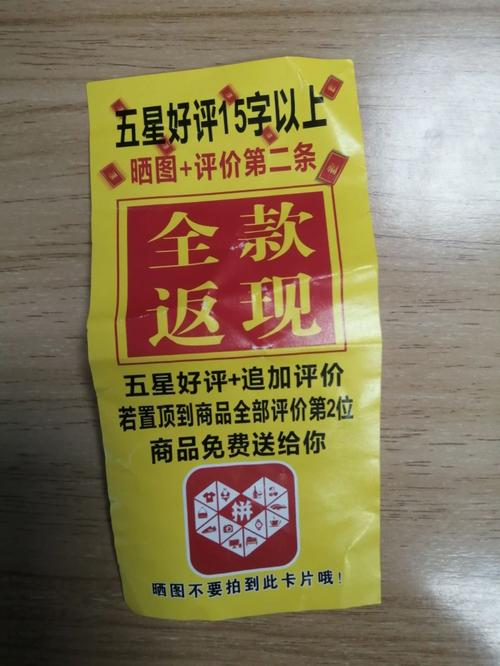 五星好评15字以上
晒图+评价第二条
全款
返现
五星好评+追加评价
若置顶到商品全部评价第2位
商品免费送给你
拼
晒图不要拍到此卡片哦！